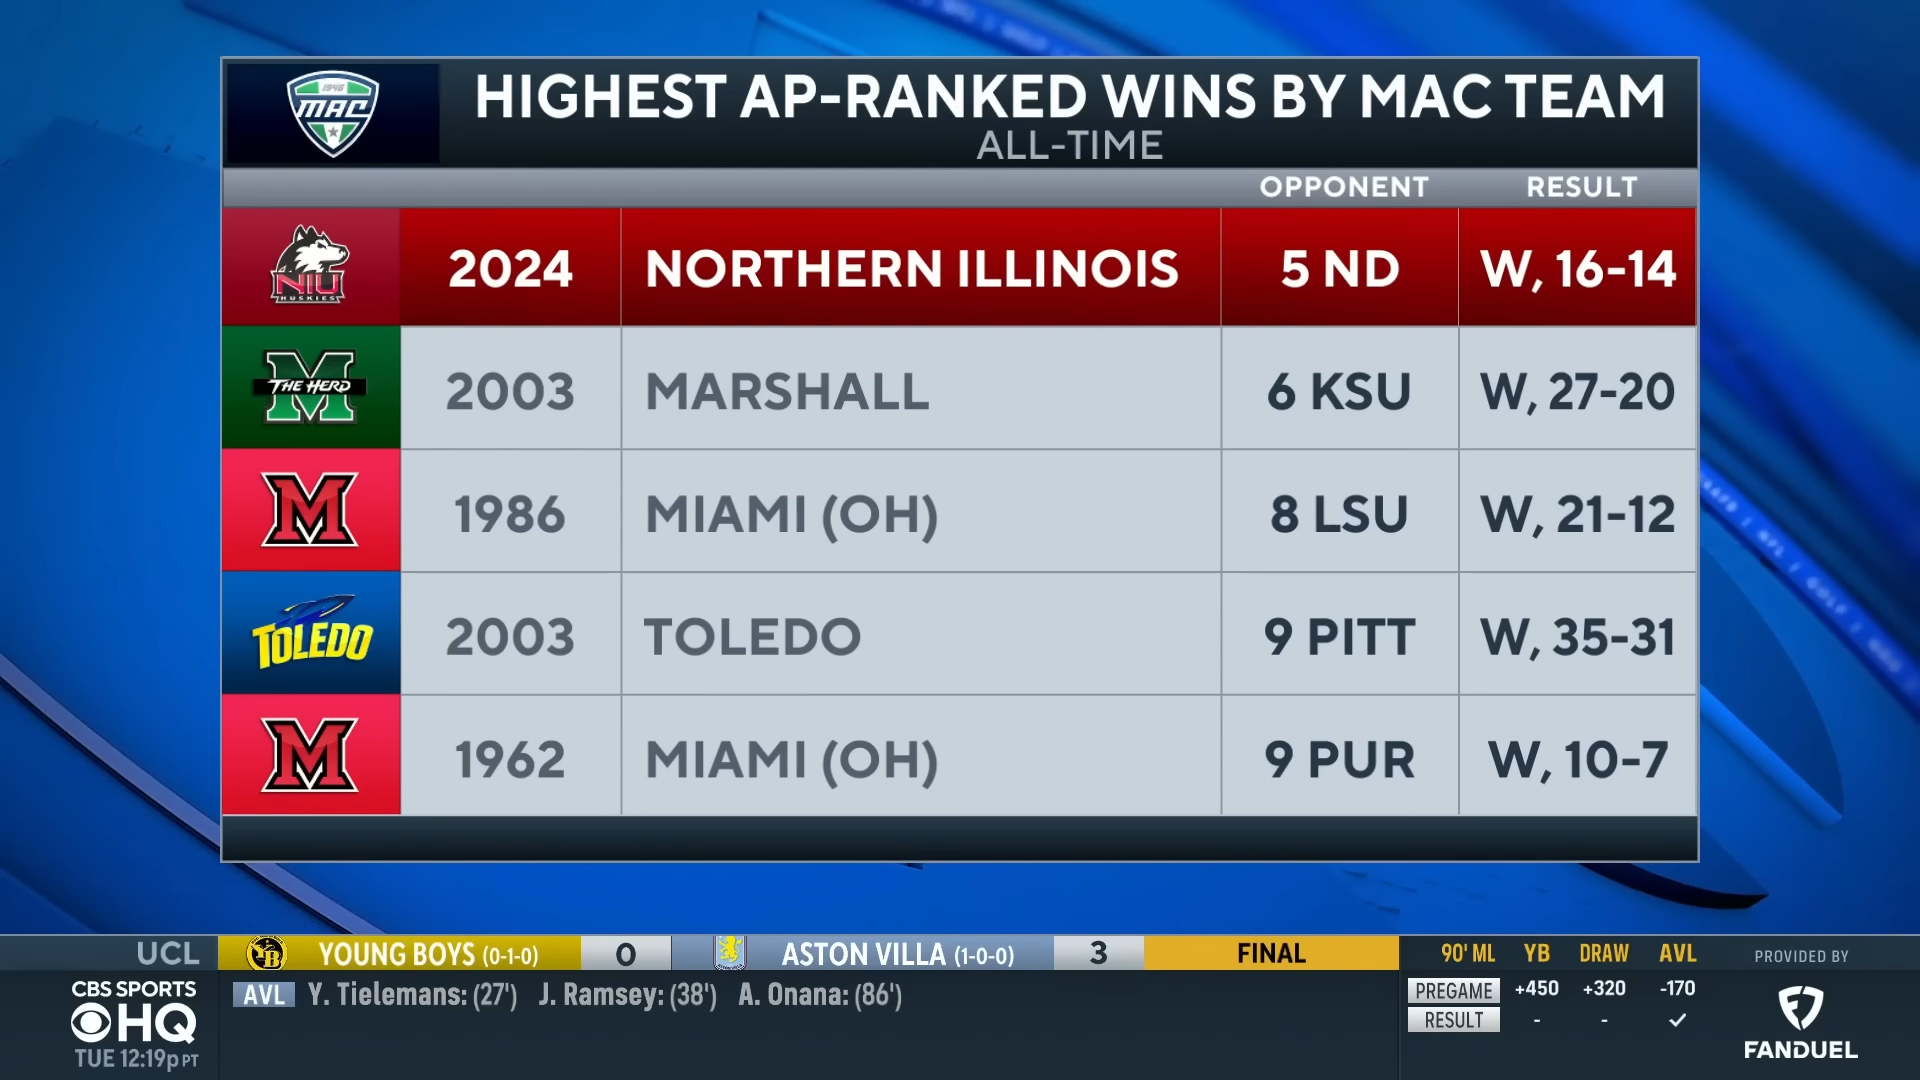 1946
MAC
HIGHEST AP-RANKED WINS BY MAC TEAM
ALL-TIME
OPPONENT RESULT
NIU
HUSKIES
2024 NORTHERN ILLINOIS 5 ND W, 16-14
THE HERD
2003 MARSHALL 6 KSU W, 27-20
M
1986 MIAMI (OH) 8 LSU W, 21-12
TOLEDO
2003 TOLEDO 9 PITT W, 35-31
M
1962 MIAMI (OH) 9 PUR W, 10-7
UCL YOUNG BOYS (0-1-0) 0 ASTON VILLA (1-0-0) 3 FINAL 90' ML YB DRAW AVL PROVIDED BY
CBS SPORTS
HQ
TUE 12:19p PT
AVL Y. Tielemans: (27') J. Ramsey: (38') A. Onana: (86')
PREGAME +450 +320 -170
RESULT - -
FANDUEL